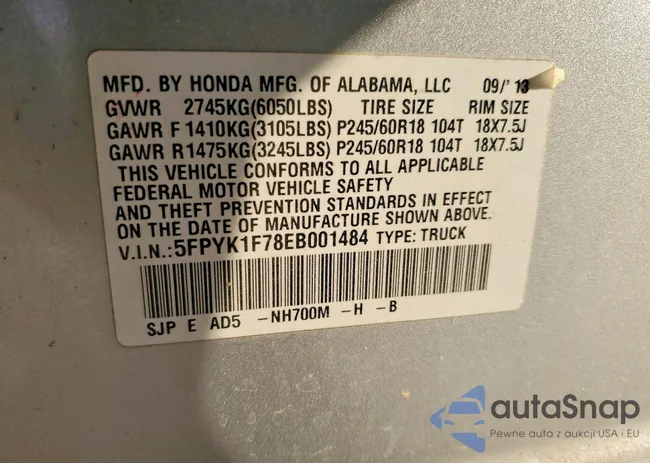 MFD. BY HONDA MFG. OF ALABAMA, LLC 09/'13
GVWR 2745KG(6050LBS) TIRE SIZE RIM SIZE
GAWR F 1410KG(3105LBS) P245/60R18 104T 18X7.5J
GAWR R1475KG(3245LBS) P245/60R18 104T 18X7.5J
THIS VEHICLE CONFORMS TO ALL APPLICABLE
FEDERAL MOTOR VEHICLE SAFETY
AND THEFT PREVENTION STANDARDS IN EFFECT
ON THE DATE OF MANUFACTURE SHOWN ABOVE.
V.I.N.:5FPYK1F78EB001484 TYPE: TRUCK
SJP E AD5 -NH700M -H -B
autaSnap
Pewne auta z aukcji USA i EU